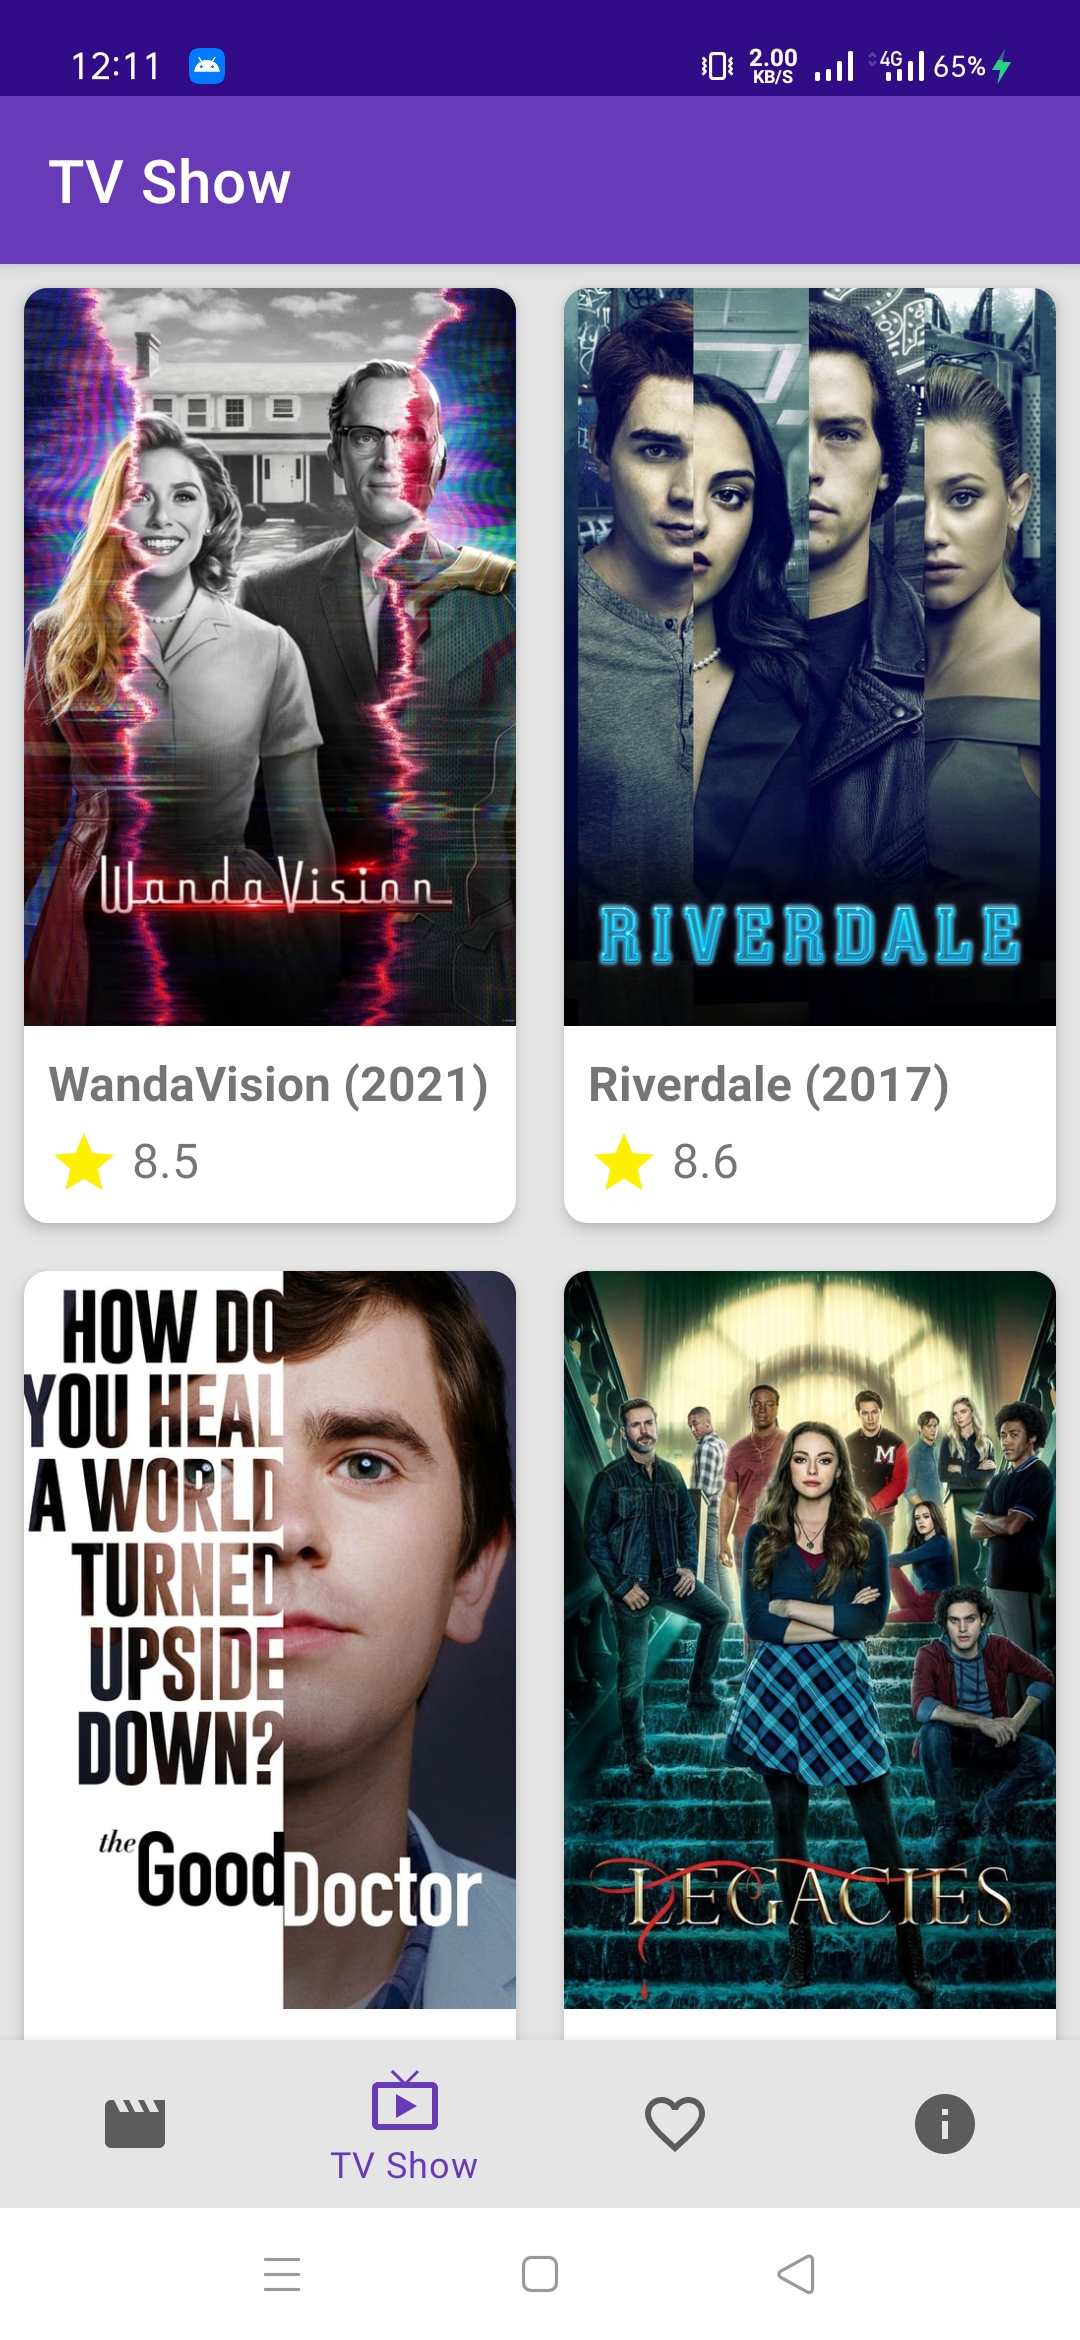 12:11
2.00
KB/S
4G
65%
TV Show
WandaVision
RIVERDALE
WandaVision (2021)
8.5
Riverdale (2017)
8.6
HOW DO
YOU HEAL
A WORLD
TURNED
UPSIDE
DOWN?
the Good Doctor
M
LEGACIES
TV Show